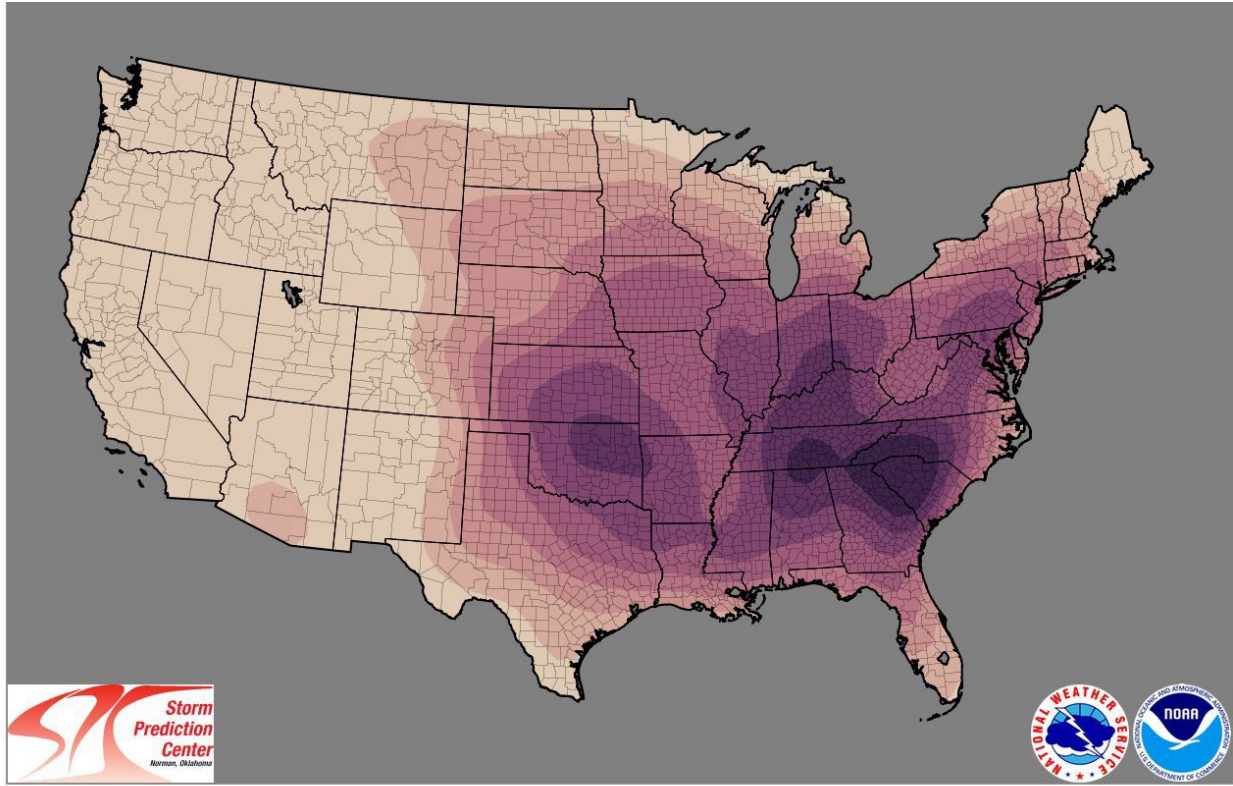 Storm
Prediction
Center
Norman, Oklahoma
NATIONAL WEATHER SERVICE
NATIONAL OCEANIC AND ATMOSPHERIC ADMINISTRATION
NOAA
U.S. DEPARTMENT OF COMMERCE